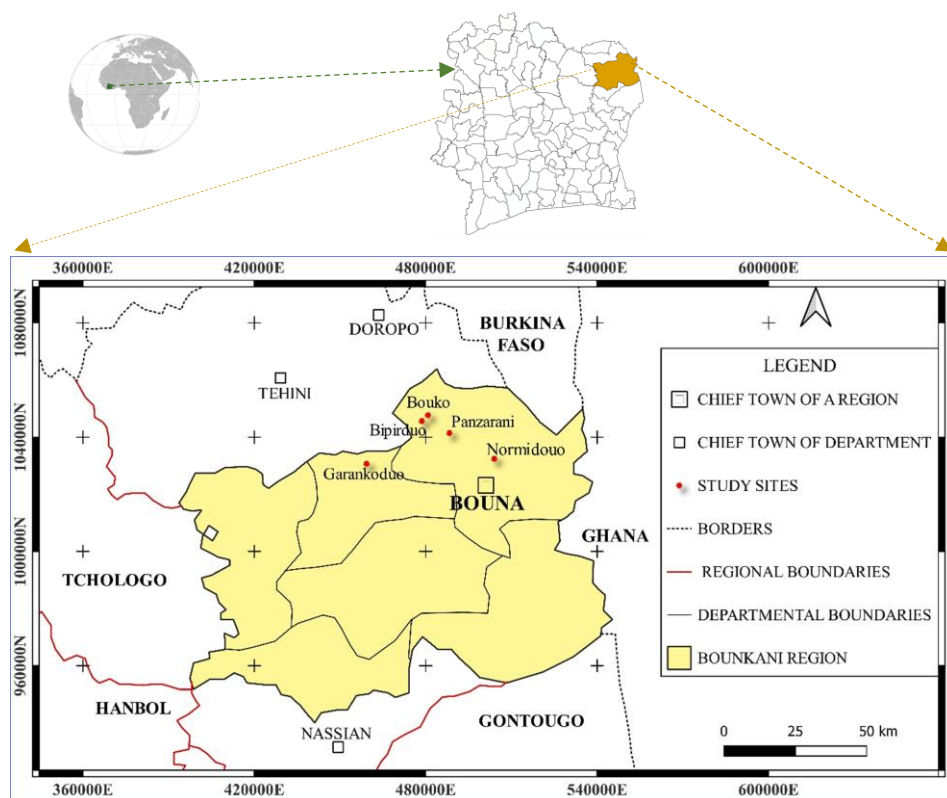 360000E 420000E 480000E 540000E 600000E
1080000N
1040000N
1000000N
960000N
DOROPO
BURKINA
FASO
TEHINI
Bouko
Panzarani
Bipirduo
Normidouo
Garankoduo
BOUNA
GHANA
TCHOLOGO
HANBOL
NASSIAN
GONTOUGO
LEGEND
CHIEF TOWN OF A REGION
CHIEF TOWN OF DEPARTMENT
STUDY SITES
BORDERS
REGIONAL BOUNDARIES
DEPARTMENTAL BOUNDARIES
BOUNKANI REGION
0 25 50 km
360000E 420000E 480000E 540000E 600000E